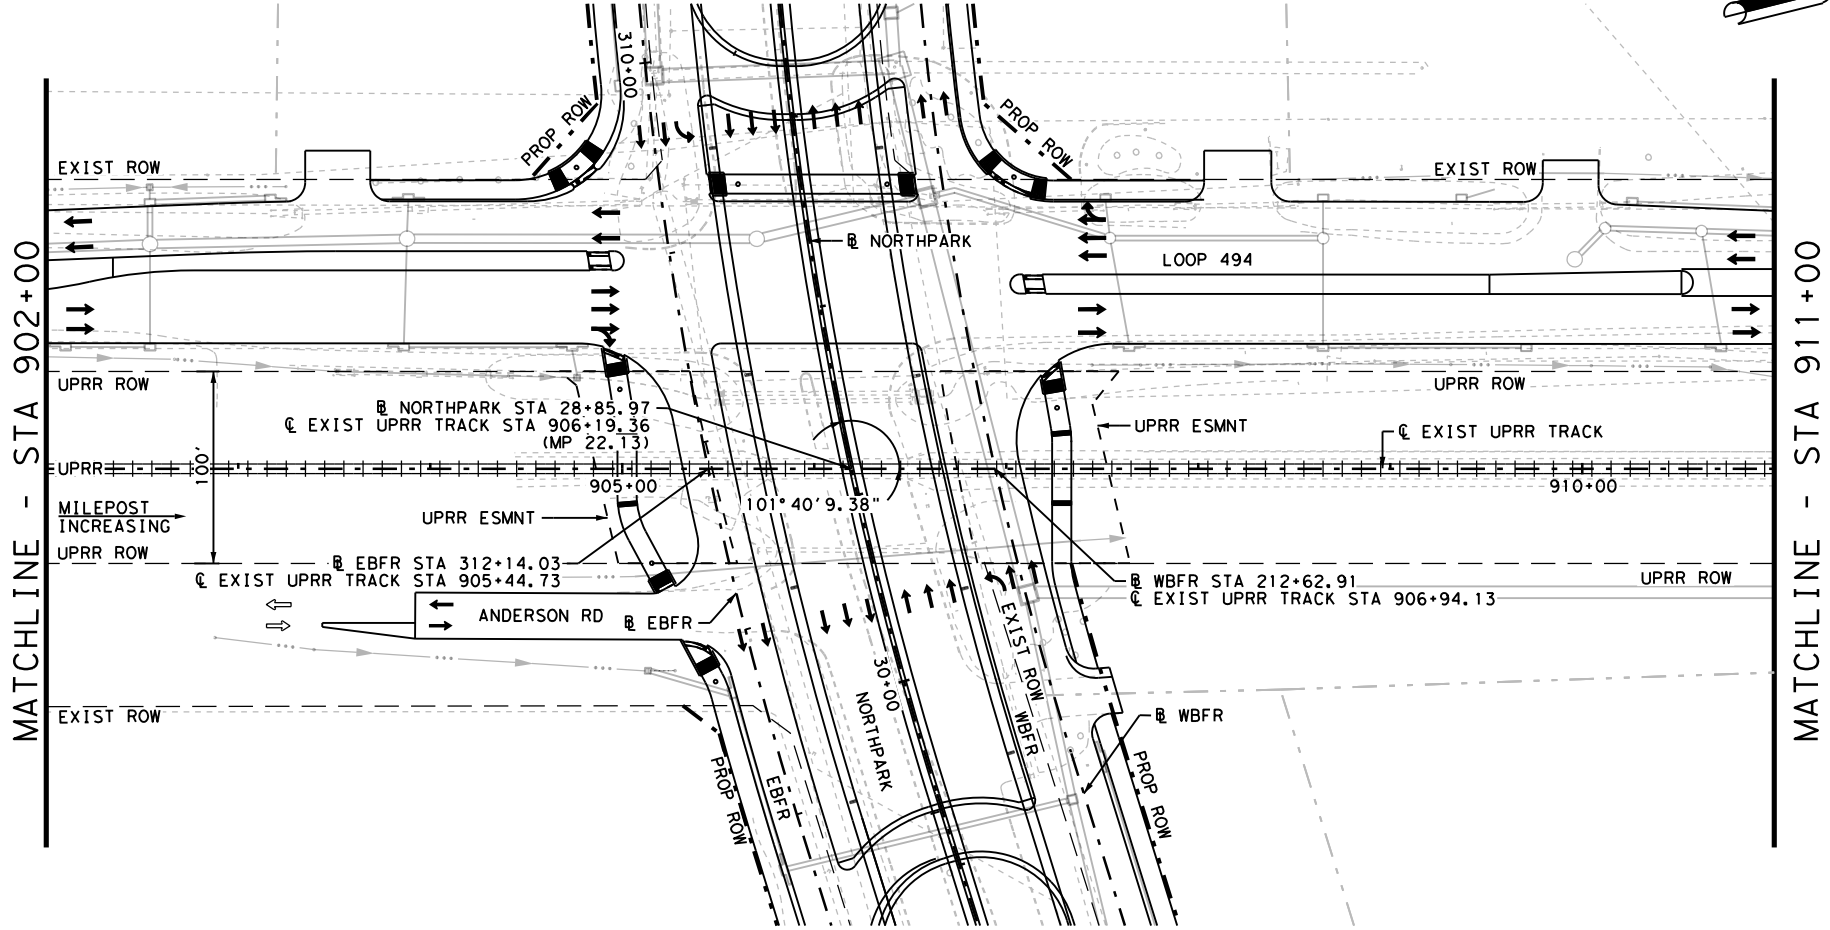 310+00
PROP ROW
PROP ROW
EXIST ROW
EXIST ROW
℄ NORTHPARK
LOOP 494
MATCHLINE - STA 902+00
MATCHLINE - STA 911+00
UPRR ROW
UPRR ROW
℄ NORTHPARK STA 28+85.97
℄ EXIST UPRR TRACK STA 906+19.36
(MP 22.13)
UPRR ESMNT
℄ EXIST UPRR TRACK
UPRR
100'
905+00
910+00
101°40'9.38"
MILEPOST
INCREASING
UPRR ESMNT
UPRR ROW
℄ EBFR STA 312+14.03
℄ EXIST UPRR TRACK STA 905+44.73
℄ WBFR STA 212+62.91
℄ EXIST UPRR TRACK STA 906+94.13
UPRR ROW
ANDERSON RD
℄ EBFR
EXIST ROW
30+00
NORTHPARK
WBFR
℄ WBFR
EXIST ROW
PROP ROW
EBFR
PROP ROW